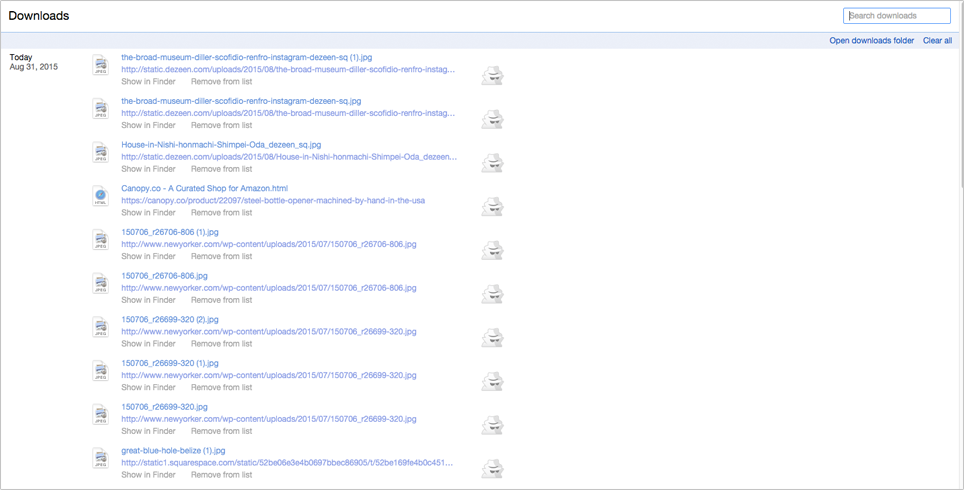 Downloads
Search downloads
Open downloads folder Clear all
Today
Aug 31, 2015
JPEG
the-broad-museum-diller-scofidio-renfro-instagram-dezeen-sq (1).jpg
http://static.dezeen.com/uploads/2015/08/the-broad-museum-diller-scofidio-renfro-instag...
Show in Finder Remove from list
JPEG
the-broad-museum-diller-scofidio-renfro-instagram-dezeen-sq.jpg
http://static.dezeen.com/uploads/2015/08/the-broad-museum-diller-scofidio-renfro-instag...
Show in Finder Remove from list
JPEG
House-in-Nishi-honmachi-Shimpei-Oda_dezeen_sq.jpg
http://static.dezeen.com/uploads/2015/08/House-in-Nishi-honmachi-Shimpei-Oda_dezeen...
Show in Finder Remove from list
HTML
Canopy.co - A Curated Shop for Amazon.html
https://canopy.co/product/22097/steel-bottle-opener-machined-by-hand-in-the-usa
Show in Finder Remove from list
JPEG
150706_r26706-806 (1).jpg
http://www.newyorker.com/wp-content/uploads/2015/07/150706_r26706-806.jpg
Show in Finder Remove from list
JPEG
150706_r26706-806.jpg
http://www.newyorker.com/wp-content/uploads/2015/07/150706_r26706-806.jpg
Show in Finder Remove from list
JPEG
150706_r26699-320 (2).jpg
http://www.newyorker.com/wp-content/uploads/2015/07/150706_r26699-320.jpg
Show in Finder Remove from list
JPEG
150706_r26699-320 (1).jpg
http://www.newyorker.com/wp-content/uploads/2015/07/150706_r26699-320.jpg
Show in Finder Remove from list
JPEG
150706_r26699-320.jpg
http://www.newyorker.com/wp-content/uploads/2015/07/150706_r26699-320.jpg
Show in Finder Remove from list
JPEG
great-blue-hole-belize (1).jpg
http://static1.squarespace.com/static/52be06e3e4b0697bbec86905/t/52be169fe4b0c451...
Show in Finder Remove from list